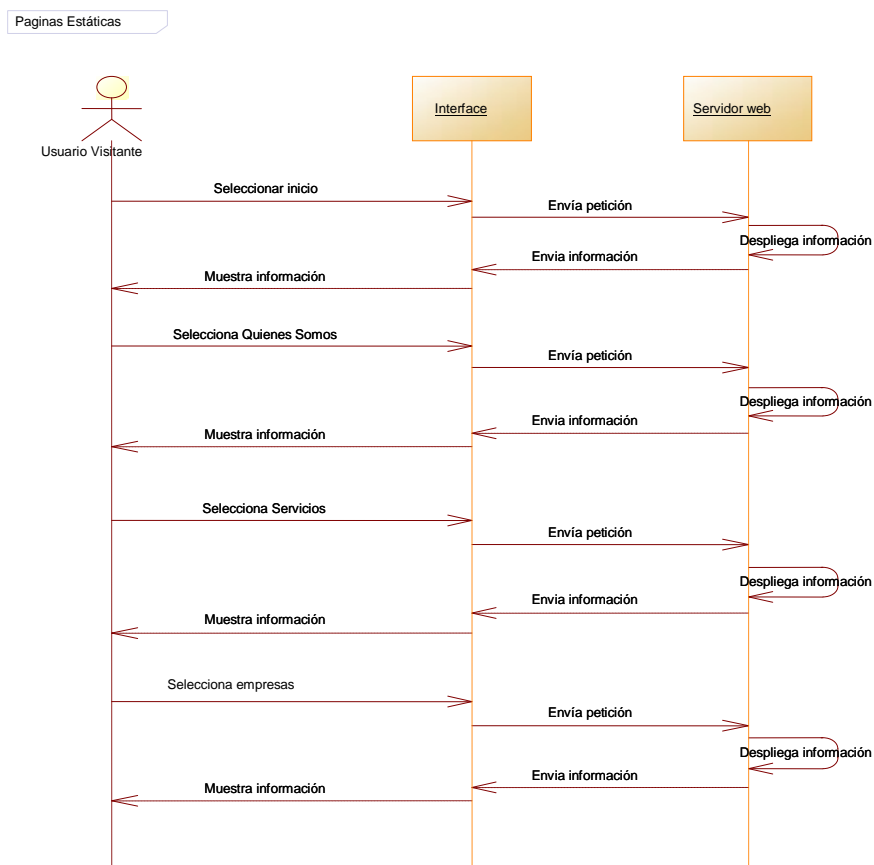 Paginas Estáticas
Interface
Servidor web
Usuario Visitante
Seleccionar inicio
Envía petición
Despliega información
Envia información
Muestra información
Selecciona Quienes Somos
Envía petición
Despliega información
Envia información
Muestra información
Selecciona Servicios
Envía petición
Despliega información
Envia información
Muestra información
Selecciona empresas
Envía petición
Despliega información
Envia información
Muestra información